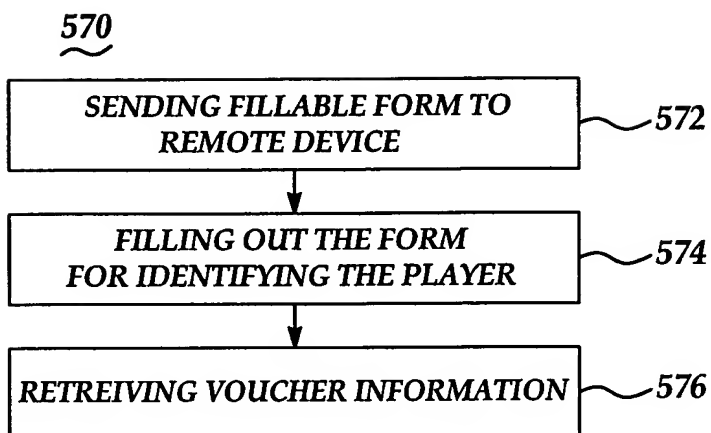 570
SENDING FILLABLE FORM TO
REMOTE DEVICE
572
FILLING OUT THE FORM
FOR IDENTIFYING THE PLAYER
574
RETREIVING VOUCHER INFORMATION
576